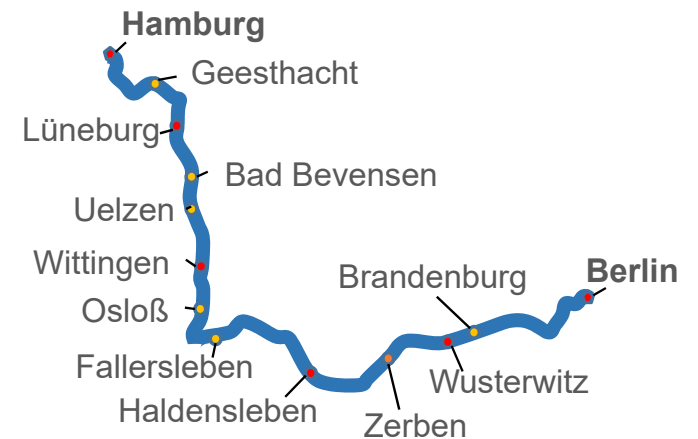 Hamburg
Geesthacht
Lüneburg
Bad Bevensen
Uelzen
Wittingen
Brandenburg
Berlin
Osloß
Fallersleben
Wusterwitz
Haldensleben
Zerben